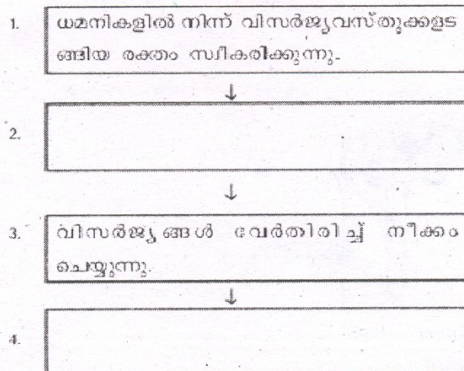 1. ധമനികളിൽ നിന്ന് വിസർജ്യവസ്തുക്കളട
ങ്ങിയ രക്തം സ്വീകരിക്കുന്നു.
↓
2.
↓
3. വിസർജ്യങ്ങൾ വേർതിരിച്ച് നീക്കം
ചെയ്യുന്നു.
↓
4.